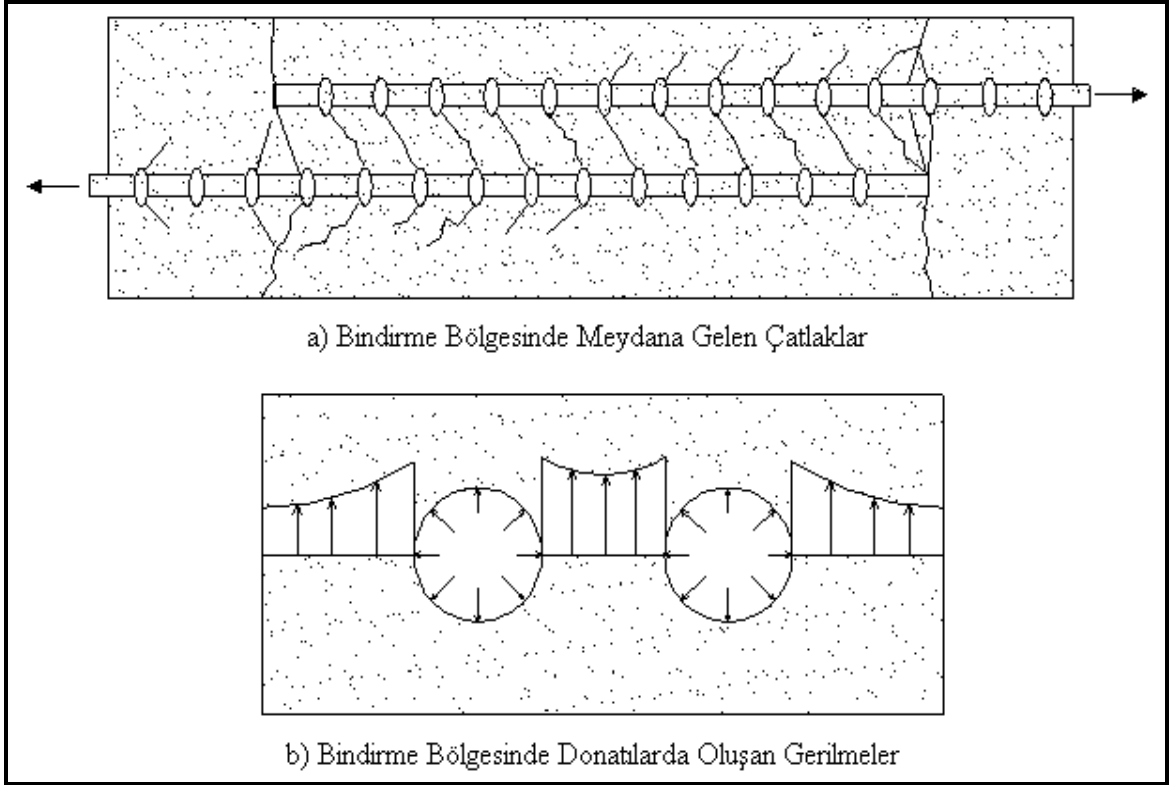 a) Bindirme Bölgesinde Meydana Gelen Çatlaklar
b) Bindirme Bölgesinde Donatılarda Oluşan Gerilmeler